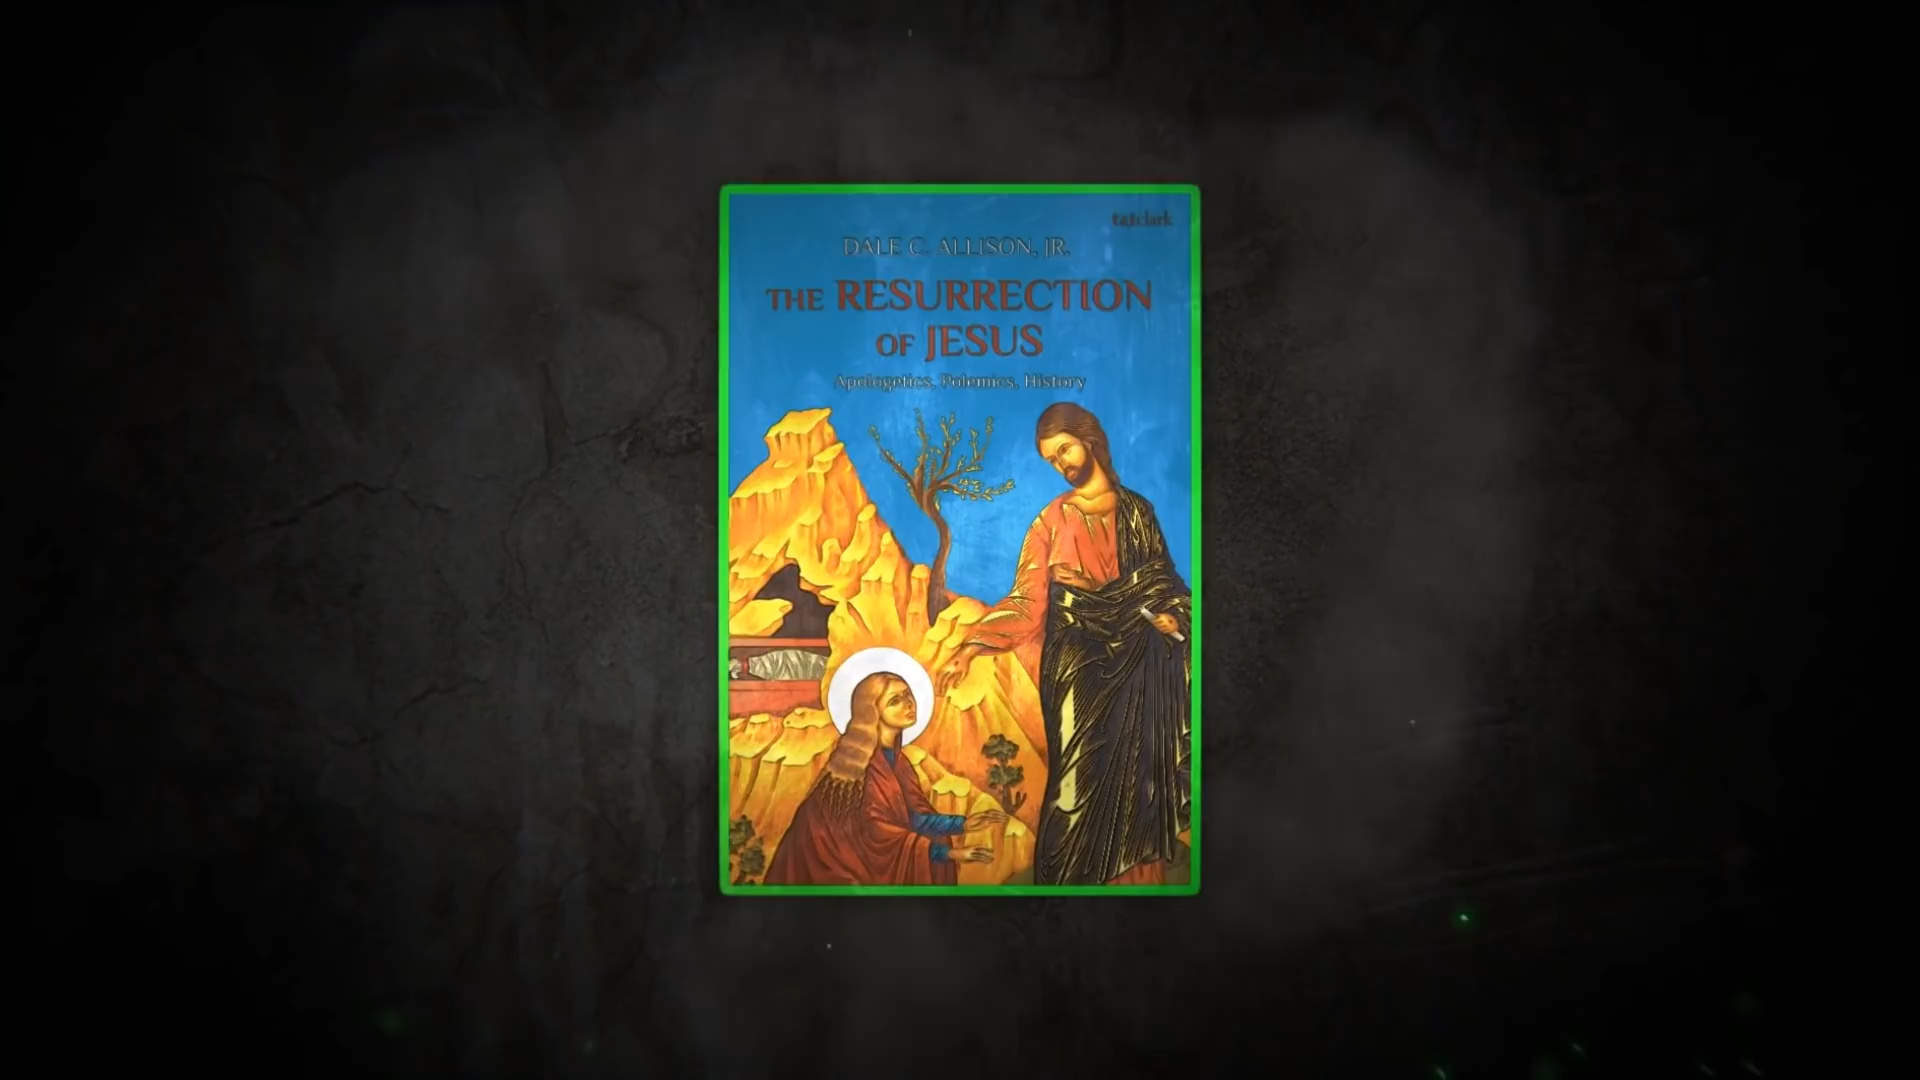 t&tclark
DALE C. ALLISON, JR.
THE RESURRECTION
OF JESUS
Apologetics, Polemics, History